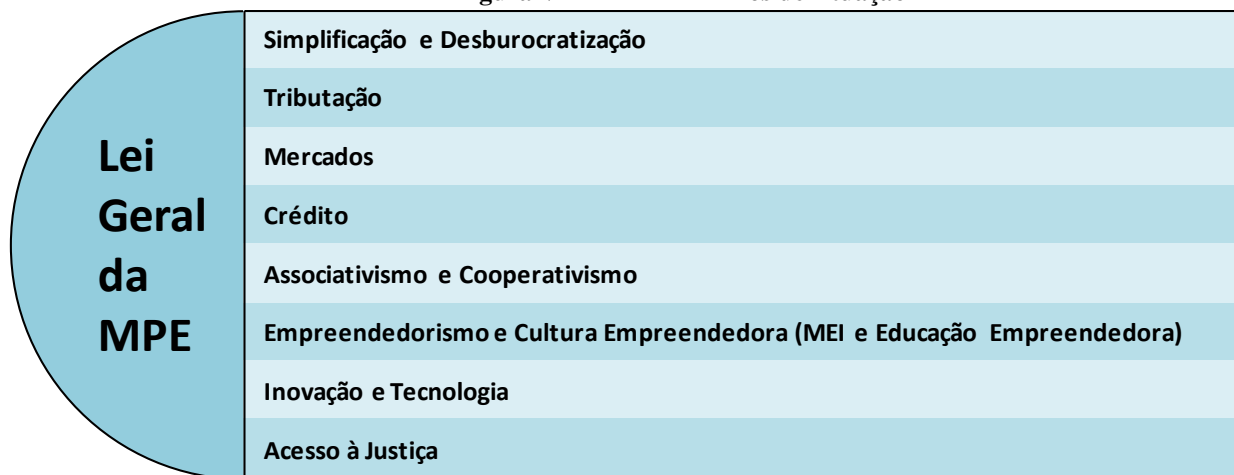 Simplificação e Desburocratização
Tributação
Mercados
Crédito
Associativismo e Cooperativismo
Empreendedorismo e Cultura Empreendedora (MEI e Educação Empreendedora)
Inovação e Tecnologia
Acesso à Justiça
Lei
Geral
da
MPE